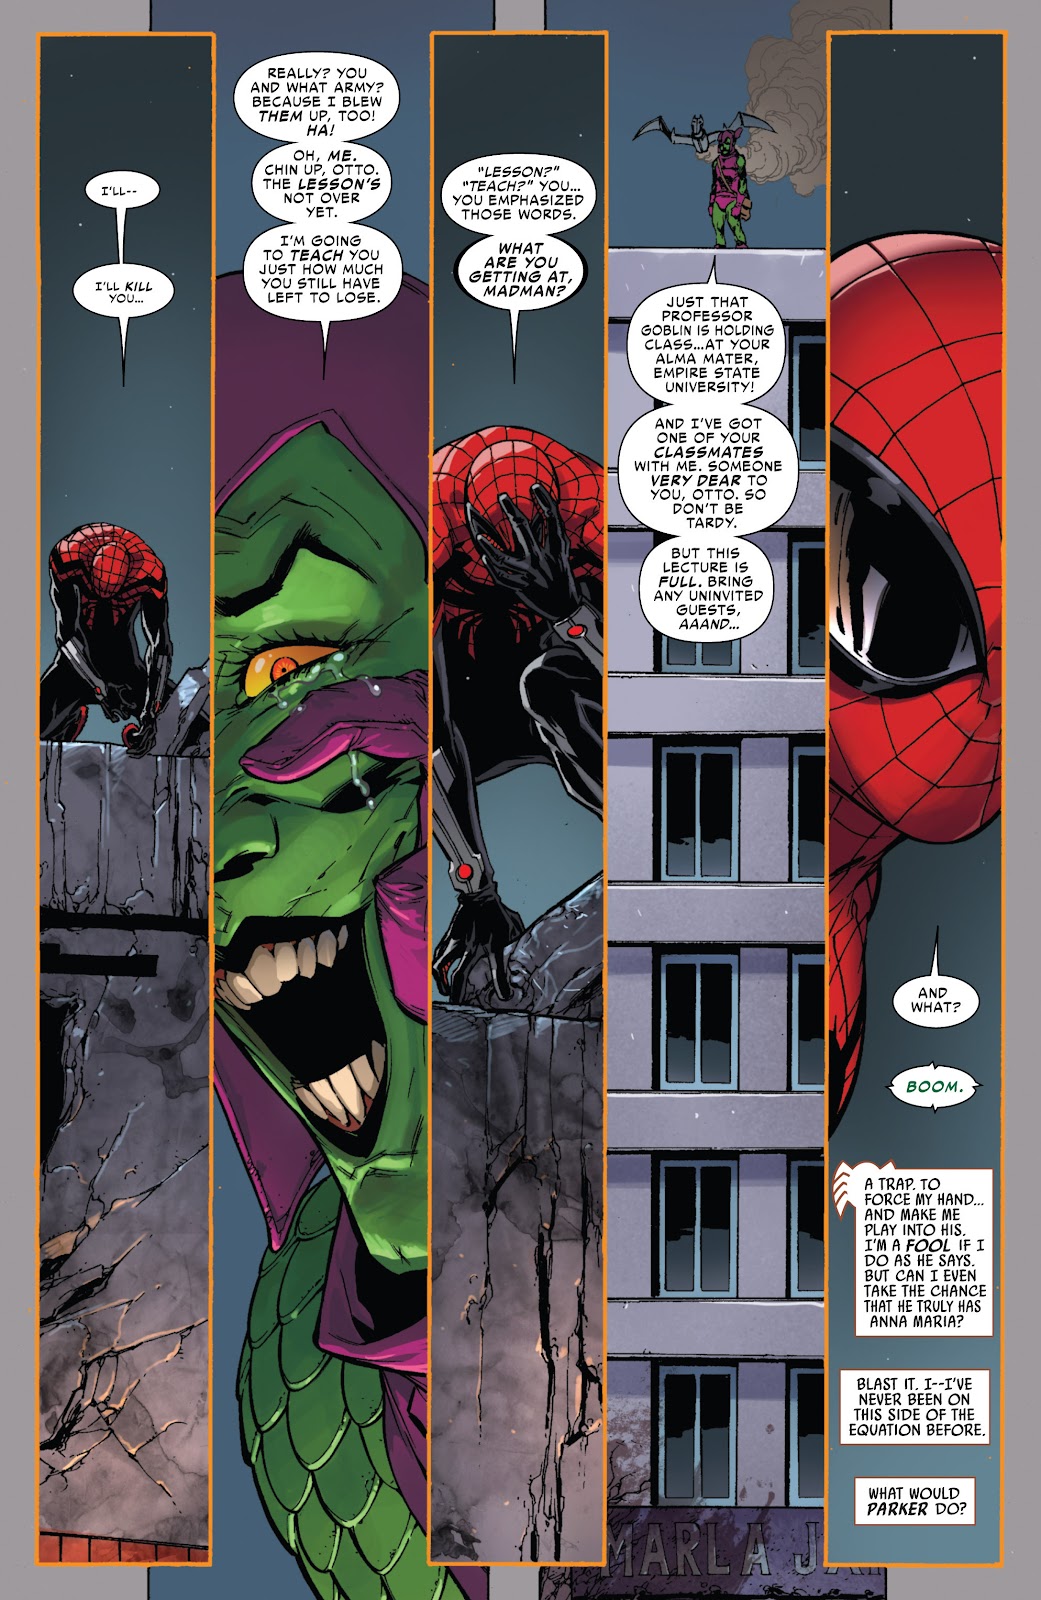 I'LL--
I'LL KILL
YOU...
REALLY? YOU
AND WHAT ARMY?
BECAUSE I BLEW
THEM UP, TOO!
HA!
OH, ME.
CHIN UP, OTTO.
THE LESSON'S
NOT OVER
YET.
I'M GOING
TO TEACH YOU
JUST HOW MUCH
YOU STILL HAVE
LEFT TO LOSE.
"LESSON?"
"TEACH?" YOU...
YOU EMPHASIZED
THOSE WORDS.
WHAT
ARE YOU
GETTING AT,
MADMAN?
JUST THAT
PROFESSOR
GOBLIN IS HOLDING
CLASS...AT YOUR
ALMA MATER,
EMPIRE STATE
UNIVERSITY!
AND I'VE GOT
ONE OF YOUR
CLASSMATES
WITH ME. SOMEONE
VERY DEAR TO
YOU, OTTO. SO
DON'T BE
TARDY.
BUT THIS
LECTURE IS
FULL. BRING
ANY UNINVITED
GUESTS,
AAAND...
MARLA JA
AND
WHAT?
BOOM.
A TRAP. TO
FORCE MY HAND...
AND MAKE ME
PLAY INTO HIS.
I'M A FOOL IF I
DO AS HE SAYS.
BUT CAN I EVEN
TAKE THE CHANCE
THAT HE TRULY HAS
ANNA MARIA?
BLAST IT. I--I'VE
NEVER BEEN ON
THIS SIDE OF THE
EQUATION BEFORE.
WHAT WOULD
PARKER DO?